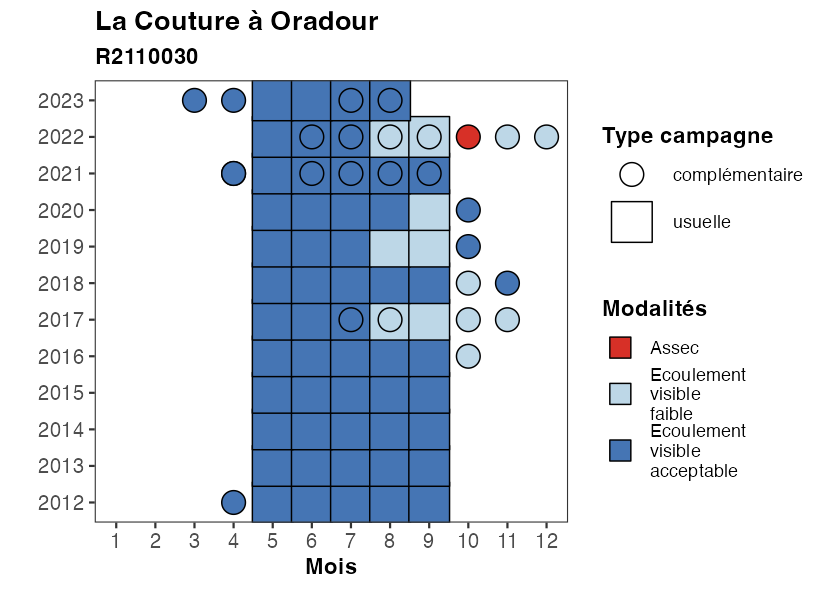 La Couture à Oradour
R2110030
2023
2022
2021
2020
2019
2018
2017
2016
2015
2014
2013
2012
1 2 3 4 5 6 7 8 9 10 11 12
Mois
Type campagne
complémentaire
usuelle
Modalités
Assec
Ecoulement
visible
faible
Ecoulement
visible
acceptable